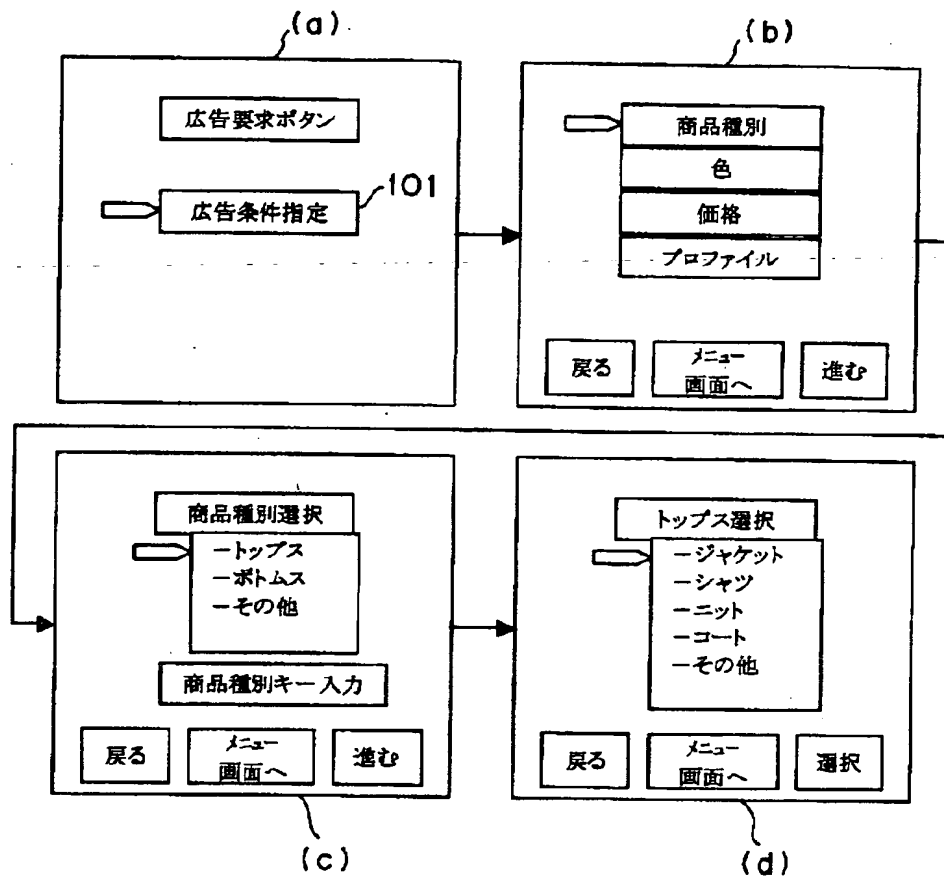 (a)
広告要求ボタン
広告条件指定
101
(b)
商品種別
色
価格
プロファイル
戻る
メニュー
画面へ
進む
商品種別選択
ートップス
ーボトムス
ーその他
商品種別キー入力
戻る
メニュー
画面へ
進む
(c)
トップス選択
ージャケット
ーシャツ
ーニット
ーコート
ーその他
戻る
メニュー
画面へ
選択
(d)